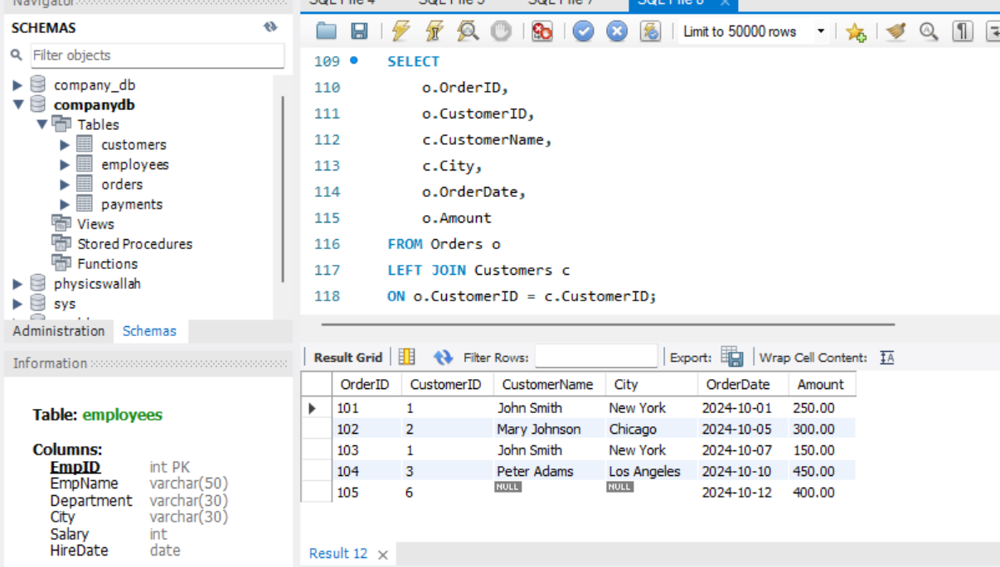 Navigator
SQL File 4 SQL File 5 SQL File 7 SQL File 8
SCHEMAS
Filter objects
company_db
companydb
Tables
customers
employees
orders
payments
Views
Stored Procedures
Functions
physicswallah
sys
Administration Schemas
Information
Table: employees
Columns:
EmpID int PK
EmpName varchar(50)
Department varchar(30)
City varchar(30)
Salary int
HireDate date
Limit to 50000 rows
109 SELECT
110 o.OrderID,
111 o.CustomerID,
112 c.CustomerName,
113 c.City,
114 o.OrderDate,
115 o.Amount
116 FROM Orders o
117 LEFT JOIN Customers c
118 ON o.CustomerID = c.CustomerID;
Result Grid Filter Rows: Export: Wrap Cell Content: IA
OrderID CustomerID CustomerName City OrderDate Amount
101 1 John Smith New York 2024-10-01 250.00
102 2 Mary Johnson Chicago 2024-10-05 300.00
103 1 John Smith New York 2024-10-07 150.00
104 3 Peter Adams Los Angeles 2024-10-10 450.00
105 6 NULL NULL 2024-10-12 400.00
Result 12